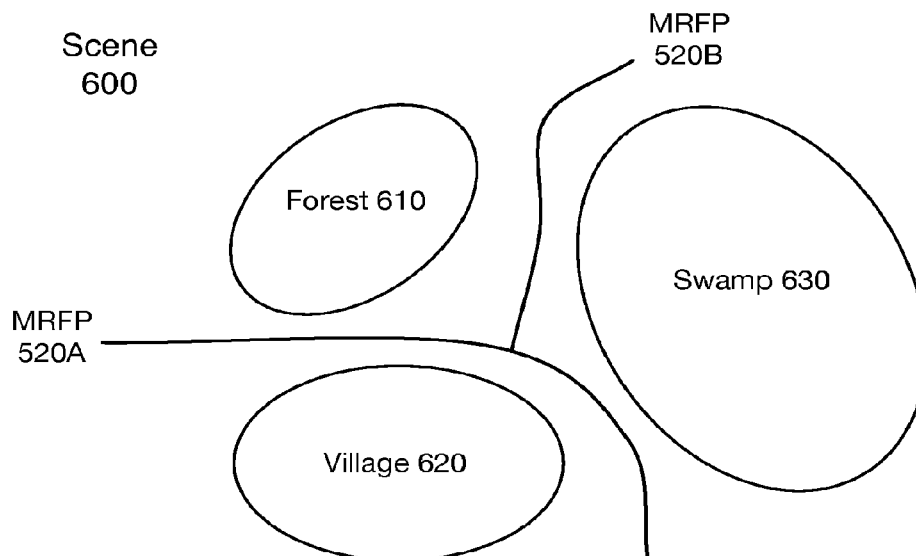 Scene
600
MRFP
520B
Forest 610
Swamp 630
MRFP
520A
Village 620